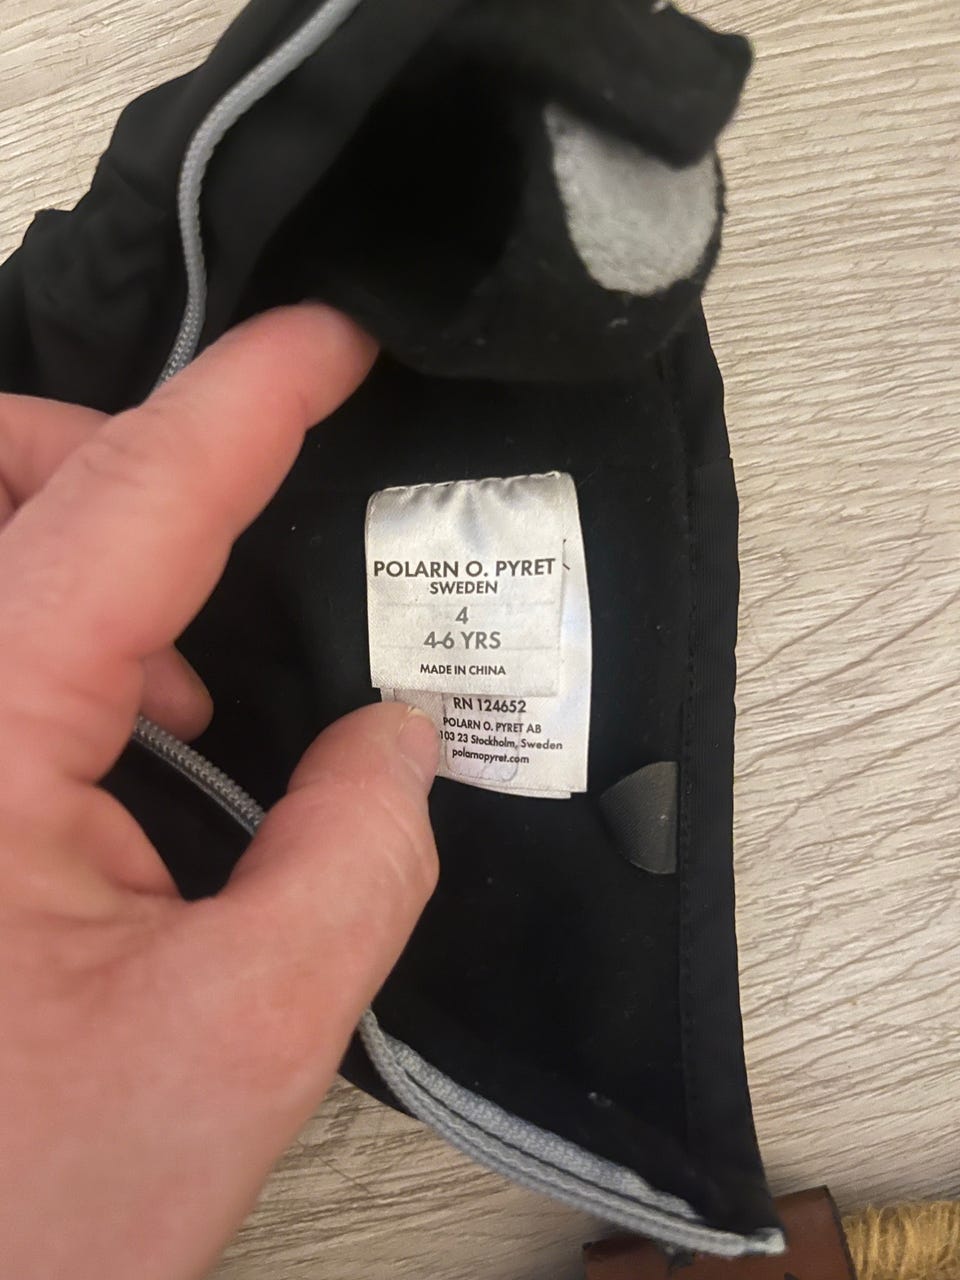 POLARN O. PYRET
SWEDEN
4
4-6 YRS
MADE IN CHINA
RN 124652
POLARN O. PYRET AB
103 23 Stockholm, Sweden
polarnopyret.com